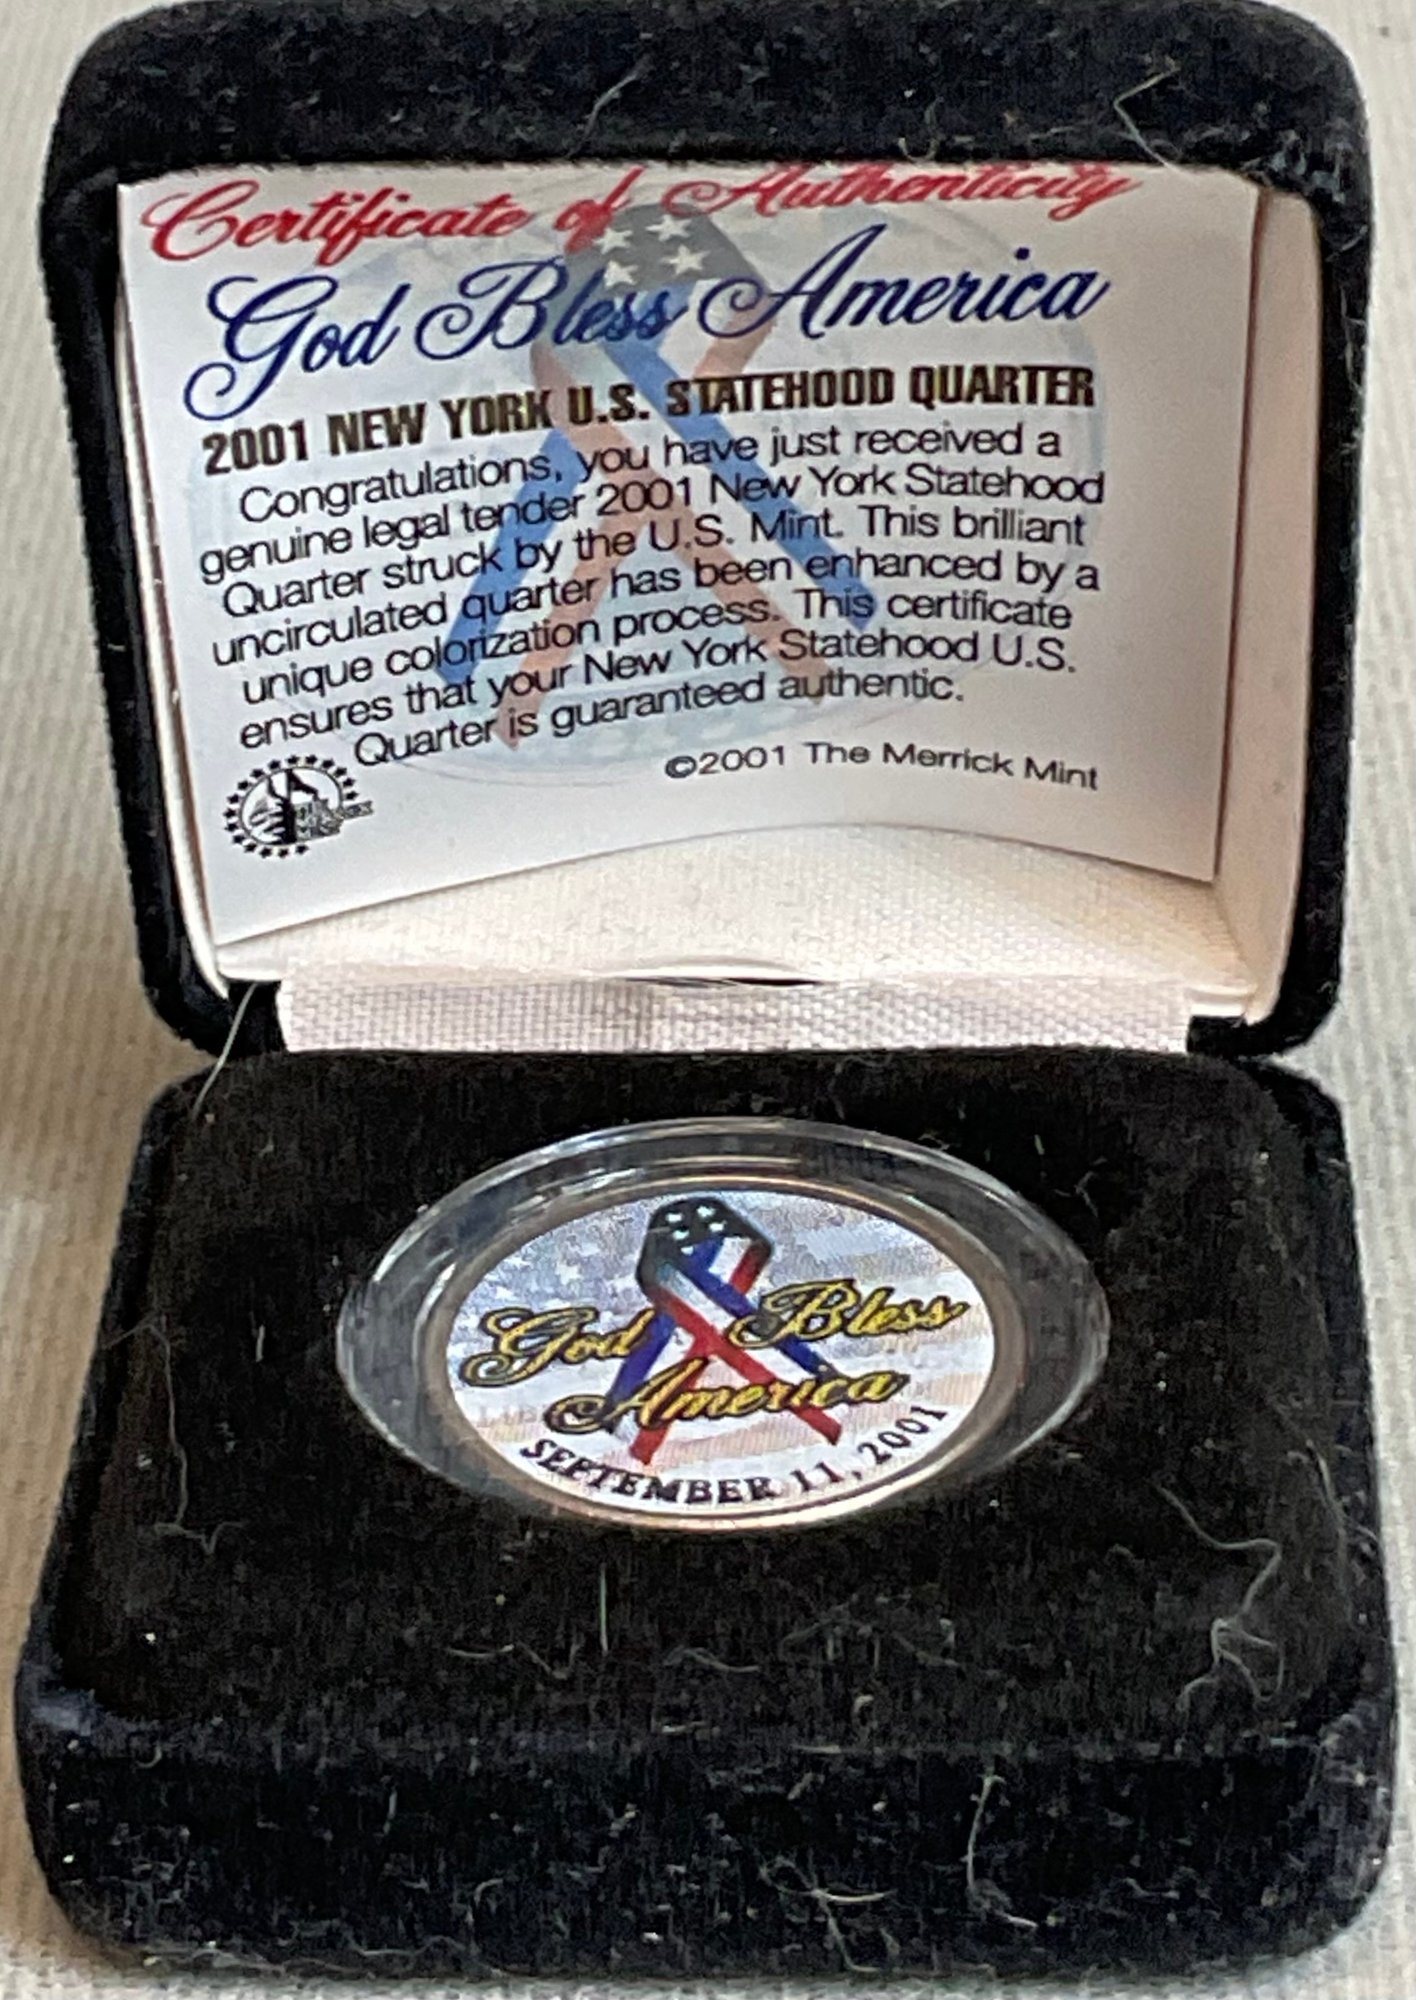 Certificate of Authenticity
God Bless America
2001 NEW YORK U.S. STATEHOOD QUARTER
Congratulations, you have just received a
genuine legal tender 2001 New York Statehood
Quarter struck by the U.S. Mint. This brilliant
uncirculated quarter has been enhanced by a
unique colorization process. This certificate
ensures that your New York Statehood U.S.
Quarter is guaranteed authentic.
©2001 The Merrick Mint
God Bless
America
SEPTEMBER 11, 2001